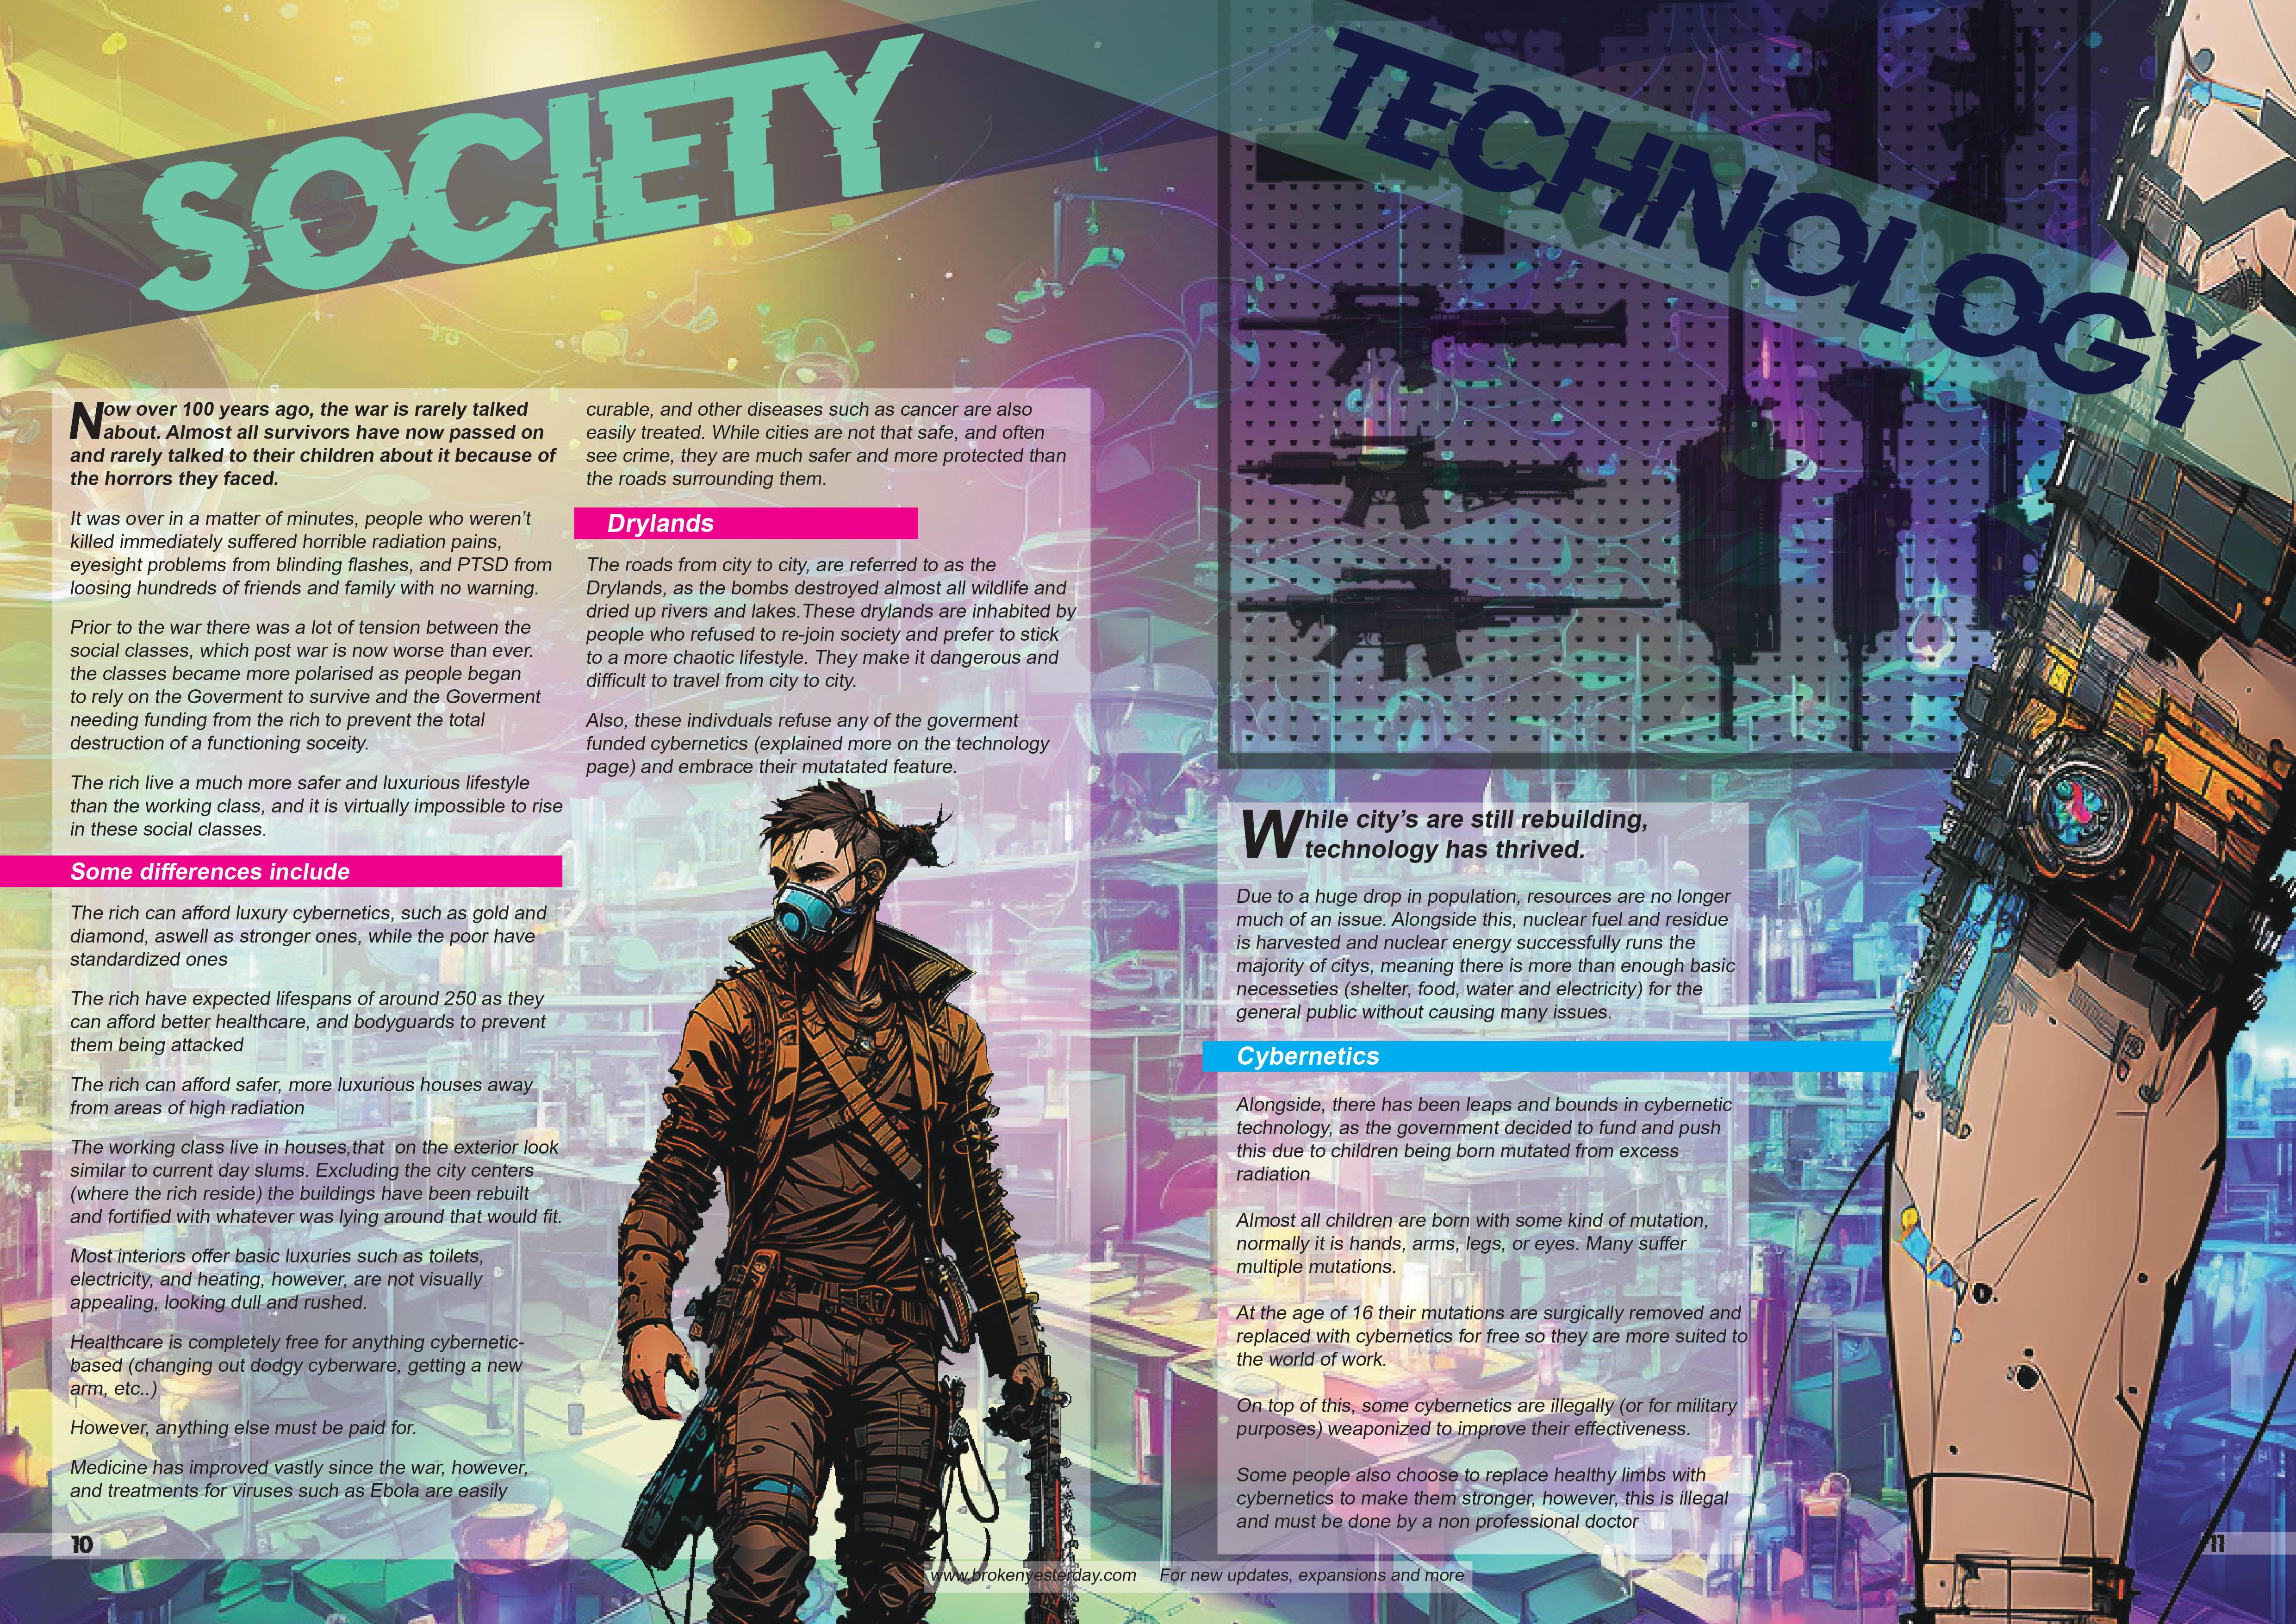 SOCIETY
Now over 100 years ago, the war is rarely talked
about. Almost all survivors have now passed on
and rarely talked to their children about it because of
the horrors they faced.
It was over in a matter of minutes, people who weren't
killed immediately suffered horrible radiation pains,
eyesight problems from blinding flashes, and PTSD from
loosing hundreds of friends and family with no warning.
Prior to the war there was a lot of tension between the
social classes, which post war is now worse than ever.
the classes became more polarised as people began
to rely on the Goverment to survive and the Goverment
needing funding from the rich to prevent the total
destruction of a functioning soceity.
The rich live a much more safer and luxurious lifestyle
than the working class, and it is virtually impossible to rise
in these social classes.
Some differences include
The rich can afford luxury cybernetics, such as gold and
diamond, aswell as stronger ones, while the poor have
standardized ones
The rich have expected lifespans of around 250 as they
can afford better healthcare, and bodyguards to prevent
them being attacked
The rich can afford safer, more luxurious houses away
from areas of high radiation
The working class live in houses,that  on the exterior look
similar to current day slums. Excluding the city centers
(where the rich reside) the buildings have been rebuilt
and fortified with whatever was lying around that would fit.
Most interiors offer basic luxuries such as toilets,
electricity, and heating, however, are not visually
appealing, looking dull and rushed.
Healthcare is completely free for anything cybernetic-
based (changing out dodgy cyberware, getting a new
arm, etc..)
However, anything else must be paid for.
Medicine has improved vastly since the war, however,
and treatments for viruses such as Ebola are easily
10
curable, and other diseases such as cancer are also
easily treated. While cities are not that safe, and often
see crime, they are much safer and more protected than
the roads surrounding them.
Drylands
The roads from city to city, are referred to as the
Drylands, as the bombs destroyed almost all wildlife and
dried up rivers and lakes.These drylands are inhabited by
people who refused to re-join society and prefer to stick
to a more chaotic lifestyle. They make it dangerous and
difficult to travel from city to city.
Also, these indivduals refuse any of the goverment
funded cybernetics (explained more on the technology
page) and embrace their mutatated feature.
TECHNOLOGY
While city's are still rebuilding,
technology has thrived.
Due to a huge drop in population, resources are no longer
much of an issue. Alongside this, nuclear fuel and residue
is harvested and nuclear energy successfully runs the
majority of citys, meaning there is more than enough basic
necesseties (shelter, food, water and electricity) for the
general public without causing many issues.
Cybernetics
Alongside, there has been leaps and bounds in cybernetic
technology, as the government decided to fund and push
this due to children being born mutated from excess
radiation
Almost all children are born with some kind of mutation,
normally it is hands, arms, legs, or eyes. Many suffer
multiple mutations.
At the age of 16 their mutations are surgically removed and
replaced with cybernetics for free so they are more suited to
the world of work.
On top of this, some cybernetics are illegally (or for military
purposes) weaponized to improve their effectiveness.
Some people also choose to replace healthy limbs with
cybernetics to make them stronger, however, this is illegal
and must be done by a non professional doctor
11
www.brokenyesterday.com    For new updates, expansions and more